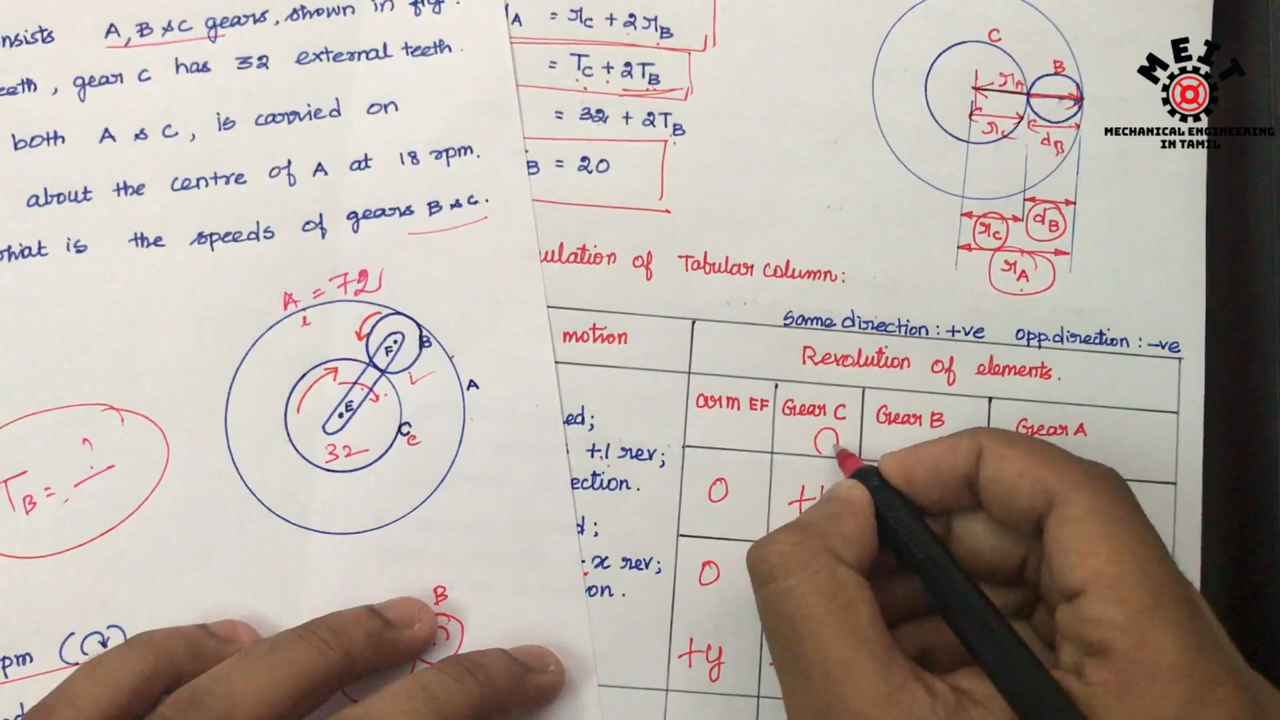 nsists A, B & C gears, shown in fig.
eeth, gear C has 32 external teeth.
both A & C, is carried on
about the centre of A at 18 rpm.
what is the speeds of gears B & C.
A = 72
i
F
B
E
A
C
e
32
TB = ?
pm
B
A = rC + 2rB
= TC + 2TB
= 32 + 2TB
B = 20
C
B
rA
rC
dB
rC
dB
rA
ulation of Tabular column:
Same direction : +ve opp.direction : -ve
motion
Revolution of elements.
arm EF
Gear C
Gear B
Gear A
ed;
+1 rev;
ection.
0
d;
x rev;
on.
0
+y
MEIT
MECHANICAL ENGINEERING
IN TAMIL